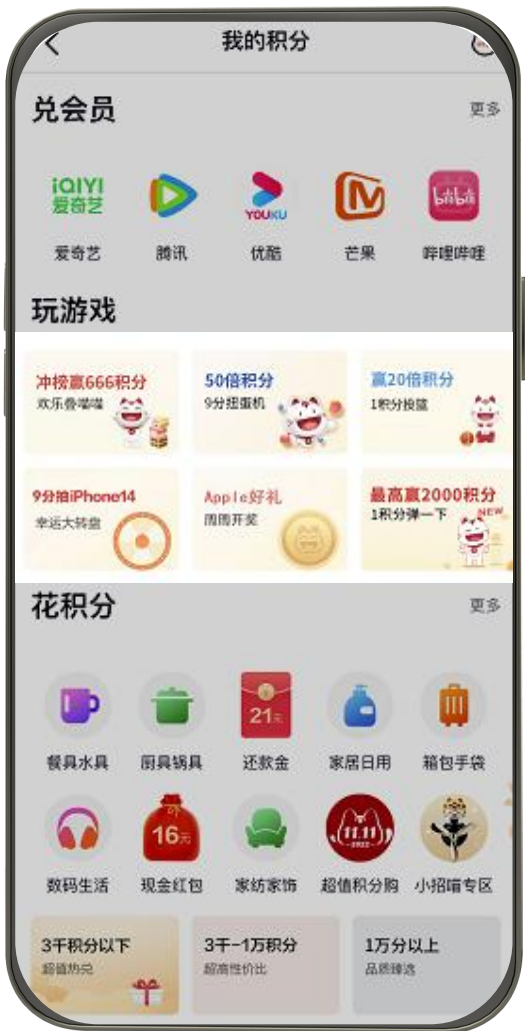 我的积分
兑会员
更多
iQIYI
爱奇艺
YOUKU
bilibili
爱奇艺
腾讯
优酷
芒果
哔哩哔哩
玩游戏
冲榜赢666积分
欢乐叠喵喵
50倍积分
9分扭蛋机
赢20倍积分
1积分投篮
9分抽iPhone14
幸运大转盘
Apple好礼
周周开奖
最高赢2000积分
1积分弹一下
NEW
花积分
更多
21元
餐具水具
厨具锅具
还款金
家居日用
箱包手袋
16元
11.11
2022
数码生活
现金红包
家纺家饰
超值积分购
小招喵专区
3千积分以下
超值热兑
3千-1万积分
超高性价比
1万分以上
品质臻选